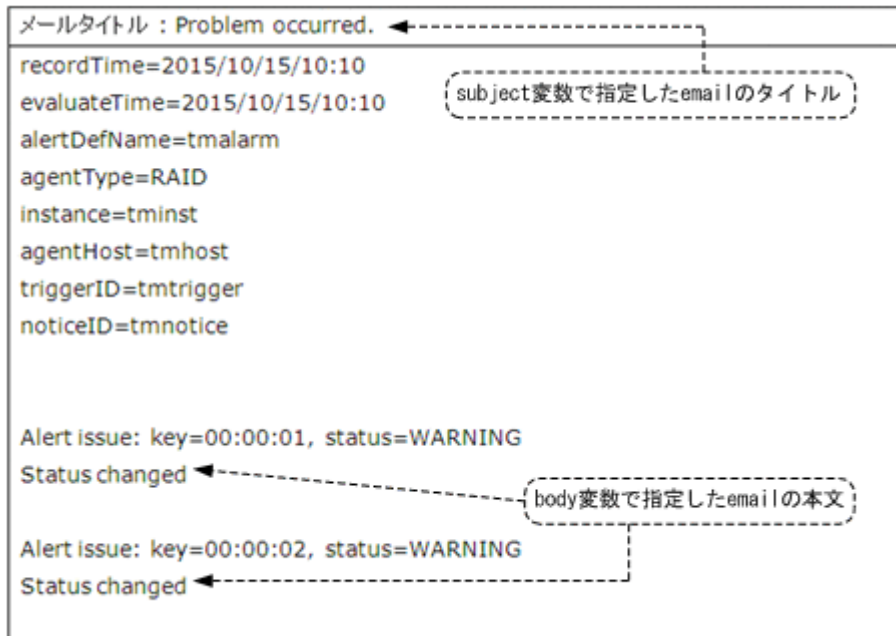 メールタイトル : Problem occurred.
recordTime=2015/10/15/10:10
subject変数で指定したemailのタイトル
evaluateTime=2015/10/15/10:10
alertDefName=tmalarm
agentType=RAID
instance=tminst
agentHost=tmhost
triggerID=tmtrigger
noticeID=tmnotice
Alert issue: key=00:00:01, status=WARNING
Status changed
body変数で指定したemailの本文
Alert issue: key=00:00:02, status=WARNING
Status changed